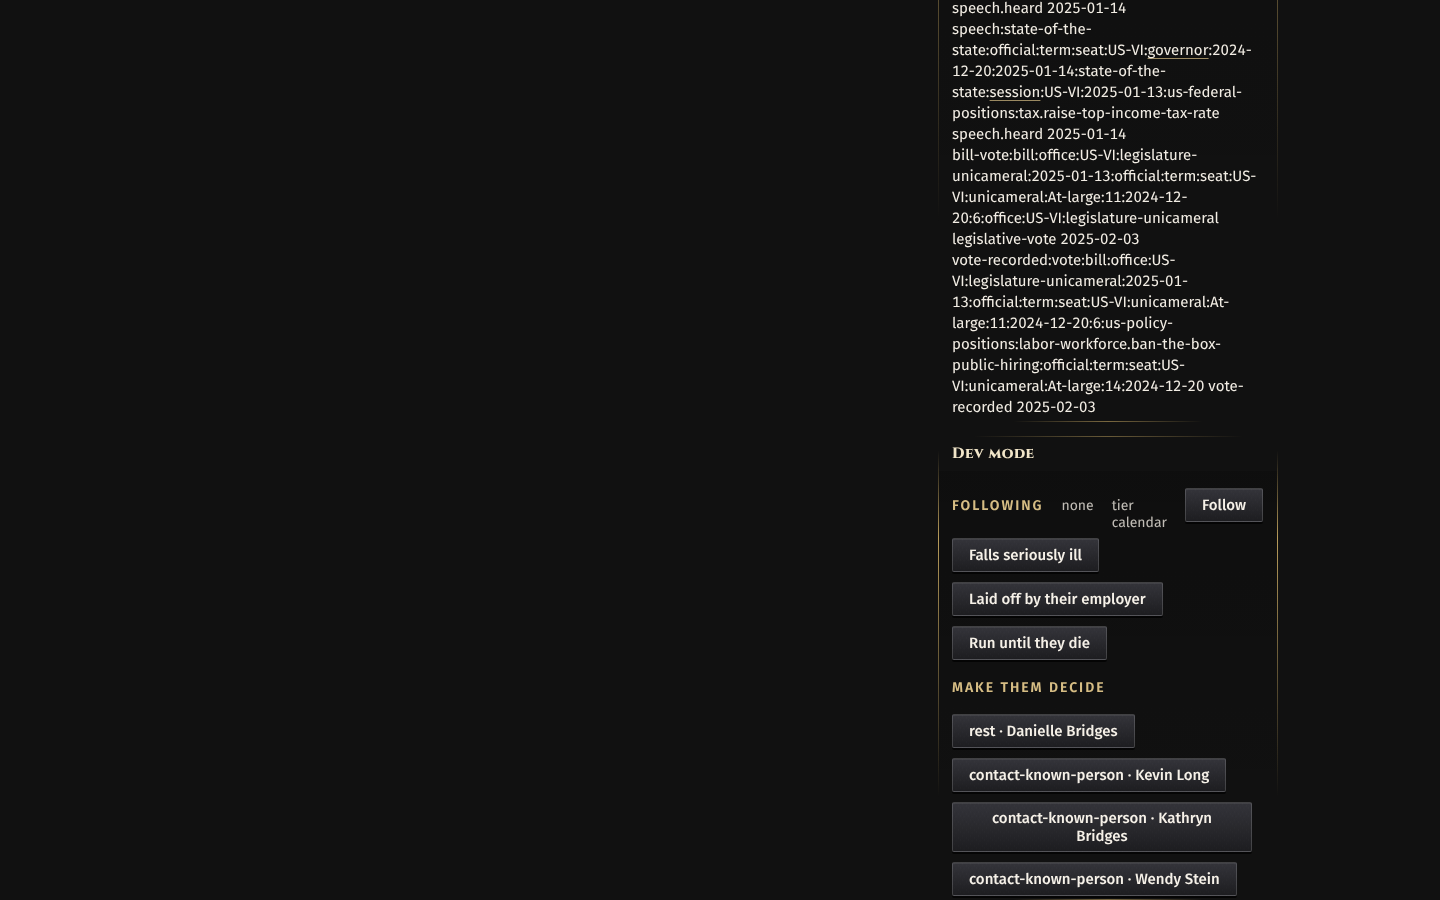 speech.heard 2025-01-14
speech:state-of-the-
state:official:term:seat:US-VI:governor:2024-
12-20:2025-01-14:state-of-the-
state:session:US-VI:2025-01-13:us-federal-
positions:tax.raise-top-income-tax-rate
speech.heard 2025-01-14
bill-vote:bill:office:US-VI:legislature-
unicameral:2025-01-13:official:term:seat:US-
VI:unicameral:At-large:11:2024-12-
20:6:office:US-VI:legislature-unicameral
legislative-vote 2025-02-03
vote-recorded:vote:bill:office:US-
VI:legislature-unicameral:2025-01-
13:official:term:seat:US-VI:unicameral:At-
large:11:2024-12-20:6:us-policy-
positions:labor-workforce.ban-the-box-
public-hiring:official:term:seat:US-
VI:unicameral:At-large:14:2024-12-20 vote-
recorded 2025-02-03
Dev mode
FOLLOWING none tier calendar Follow
Falls seriously ill
Laid off by their employer
Run until they die
MAKE THEM DECIDE
rest · Danielle Bridges
contact-known-person · Kevin Long
contact-known-person · Kathryn
Bridges
contact-known-person · Wendy Stein